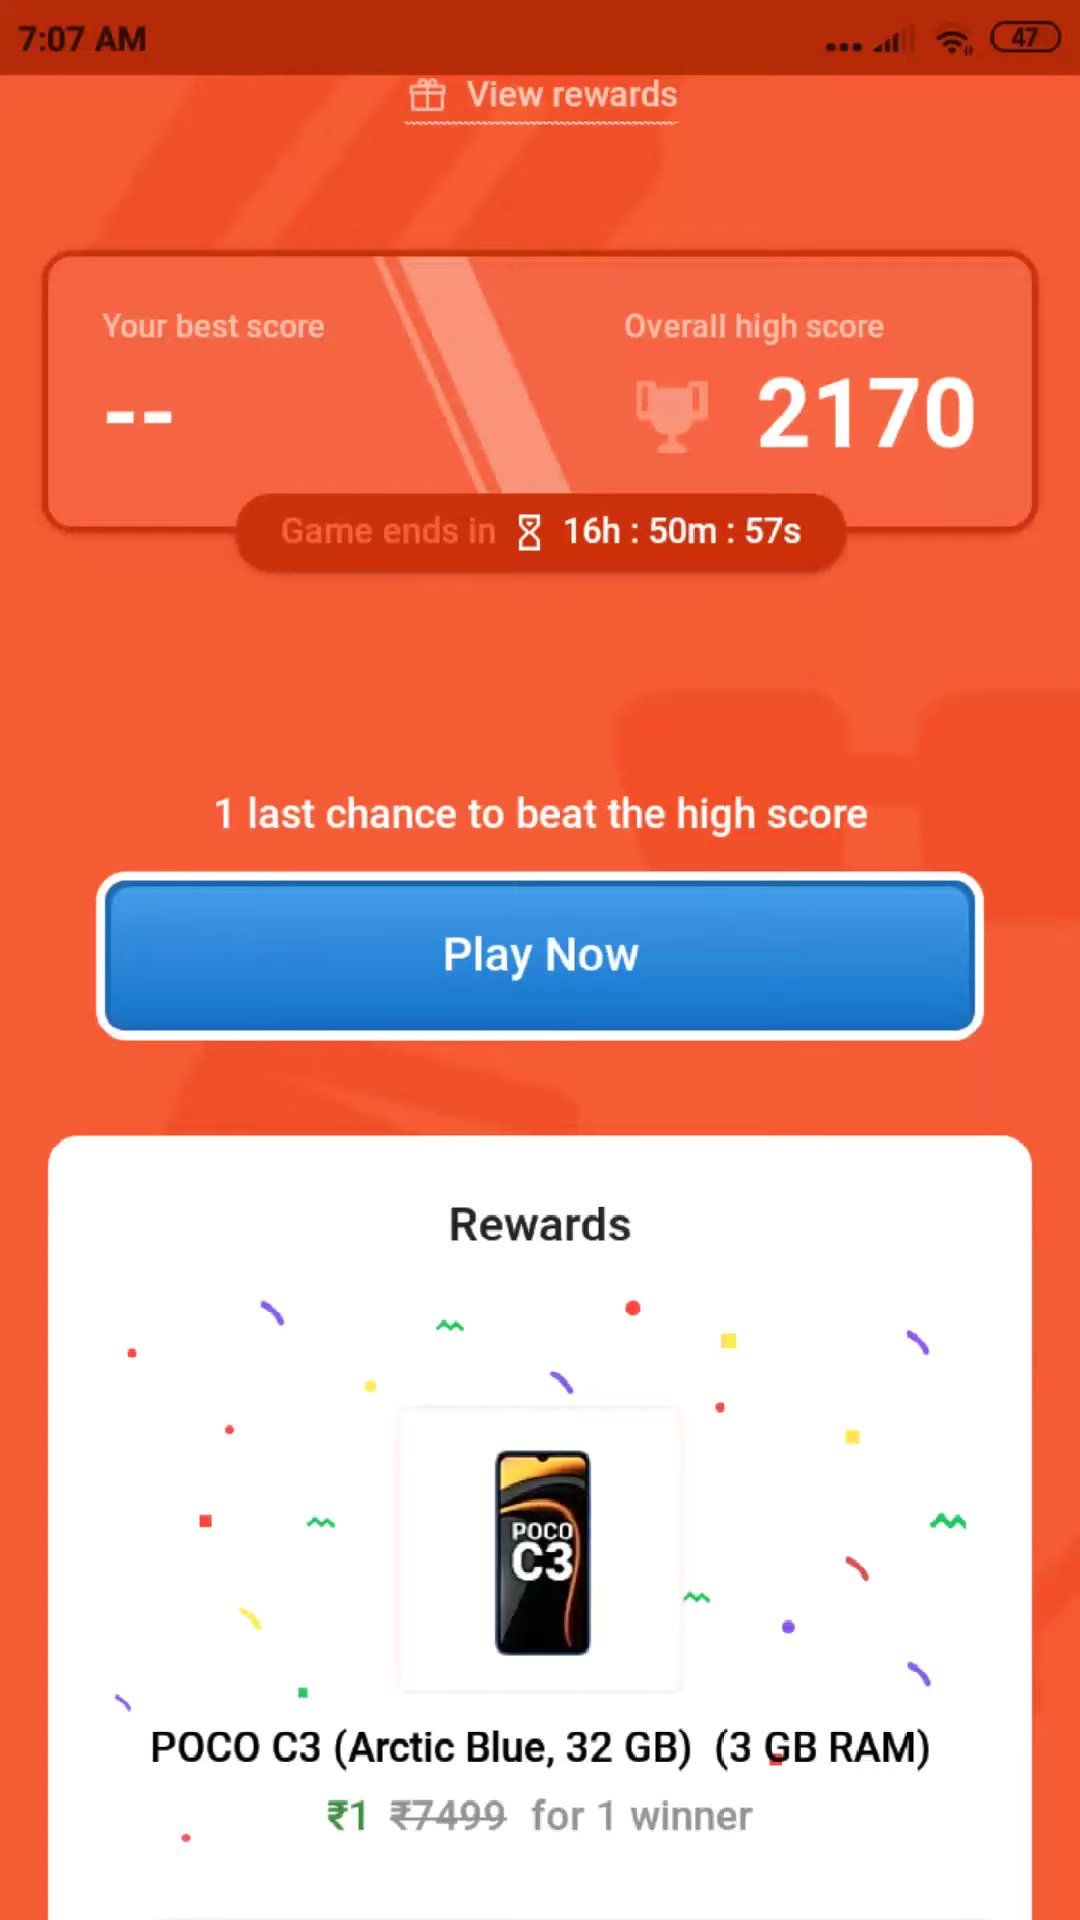 7:07 AM
47
View rewards
Your best score
Overall high score
--
2170
Game ends in 16h : 50m : 57s
1 last chance to beat the high score
Play Now
Rewards
POCO
C3
POCO C3 (Arctic Blue, 32 GB) (3 GB RAM)
₹1 ₹7499 for 1 winner